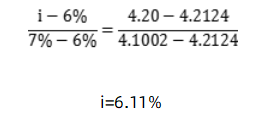 i − 6% / 7% − 6% = 4.20 − 4.2124 / 4.1002 − 4.2124
i=6.11%